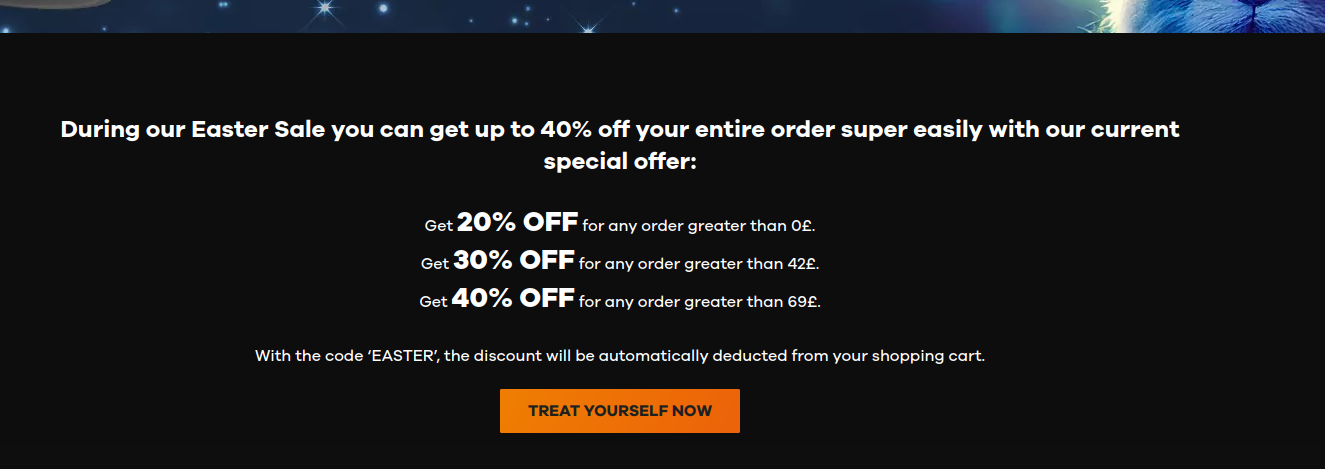 During our Easter Sale you can get up to 40% off your entire order super easily with our current
special offer:
Get 20% OFF for any order greater than 0£.
Get 30% OFF for any order greater than 42£.
Get 40% OFF for any order greater than 69£.
With the code ‘EASTER’, the discount will be automatically deducted from your shopping cart.
TREAT YOURSELF NOW